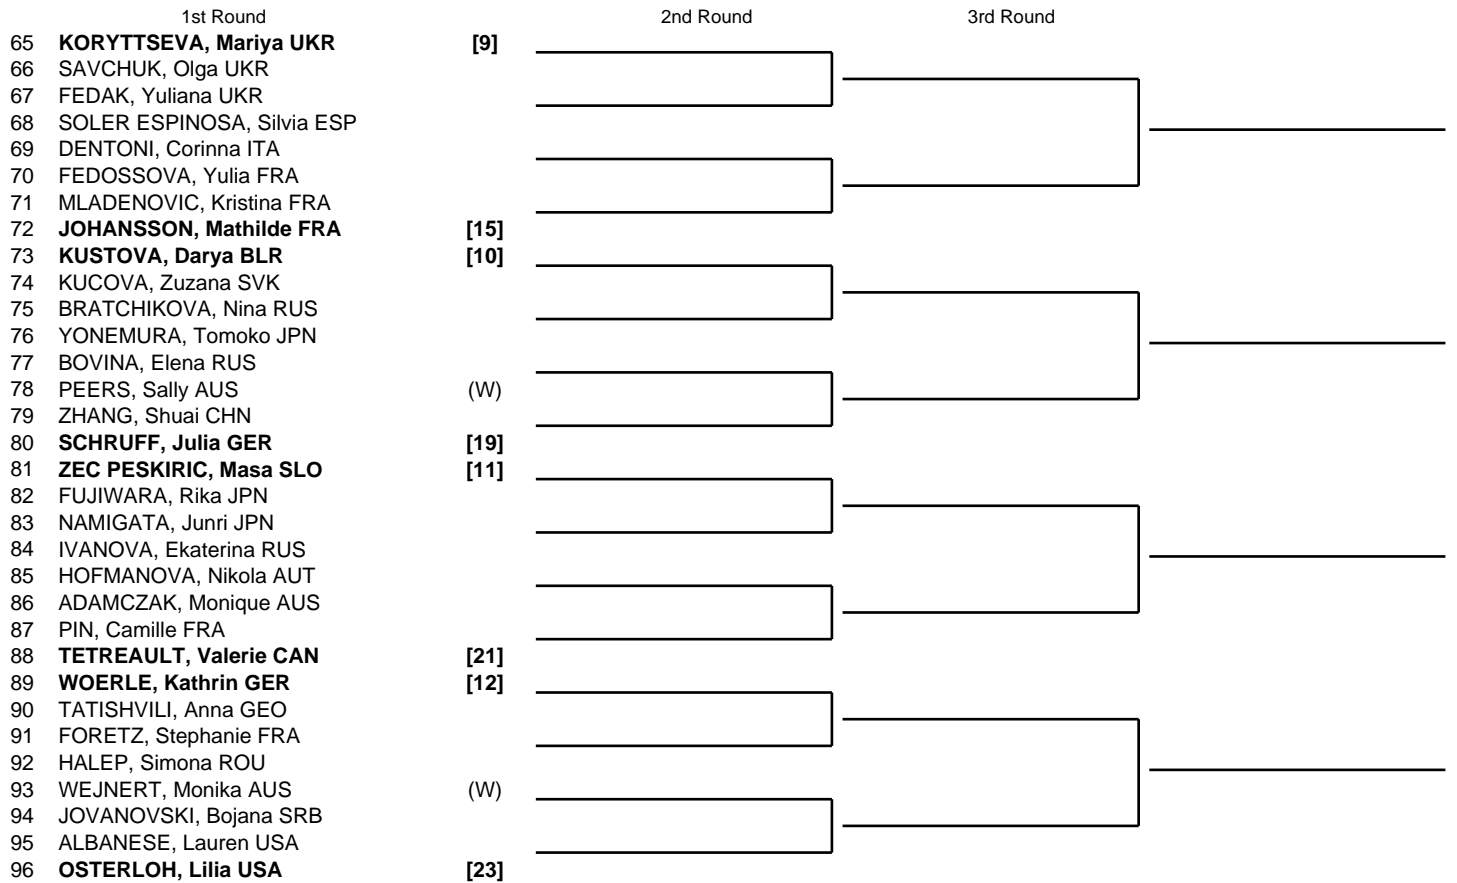 1st Round 2nd Round 3rd Round
65 KORYTTSEVA, Mariya UKR [9]
66 SAVCHUK, Olga UKR
67 FEDAK, Yuliana UKR
68 SOLER ESPINOSA, Silvia ESP
69 DENTONI, Corinna ITA
70 FEDOSSOVA, Yulia FRA
71 MLADENOVIC, Kristina FRA
72 JOHANSSON, Mathilde FRA [15]
73 KUSTOVA, Darya BLR [10]
74 KUCOVA, Zuzana SVK
75 BRATCHIKOVA, Nina RUS
76 YONEMURA, Tomoko JPN
77 BOVINA, Elena RUS
78 PEERS, Sally AUS (W)
79 ZHANG, Shuai CHN
80 SCHRUFF, Julia GER [19]
81 ZEC PESKIRIC, Masa SLO [11]
82 FUJIWARA, Rika JPN
83 NAMIGATA, Junri JPN
84 IVANOVA, Ekaterina RUS
85 HOFMANOVA, Nikola AUT
86 ADAMCZAK, Monique AUS
87 PIN, Camille FRA
88 TETREAULT, Valerie CAN [21]
89 WOERLE, Kathrin GER [12]
90 TATISHVILI, Anna GEO
91 FORETZ, Stephanie FRA
92 HALEP, Simona ROU
93 WEJNERT, Monika AUS (W)
94 JOVANOVSKI, Bojana SRB
95 ALBANESE, Lauren USA
96 OSTERLOH, Lilia USA [23]